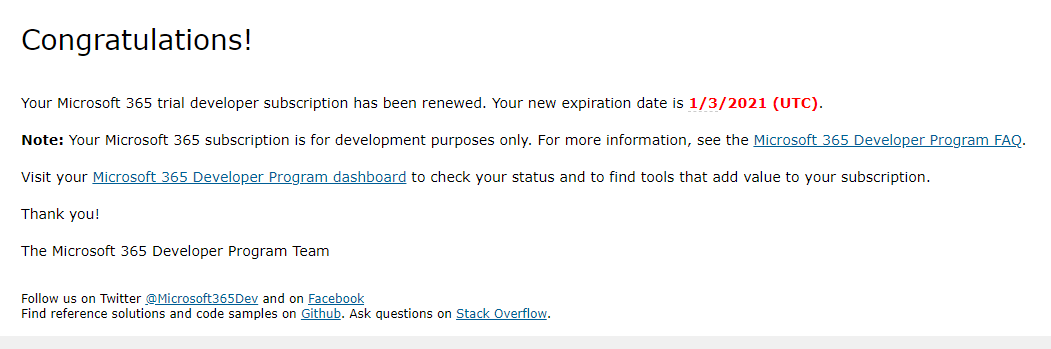 Congratulations!
Your Microsoft 365 trial developer subscription has been renewed. Your new expiration date is 1/3/2021 (UTC).
Note: Your Microsoft 365 subscription is for development purposes only. For more information, see the Microsoft 365 Developer Program FAQ.
Visit your Microsoft 365 Developer Program dashboard to check your status and to find tools that add value to your subscription.
Thank you!
The Microsoft 365 Developer Program Team
Follow us on Twitter @Microsoft365Dev and on Facebook
Find reference solutions and code samples on Github. Ask questions on Stack Overflow.